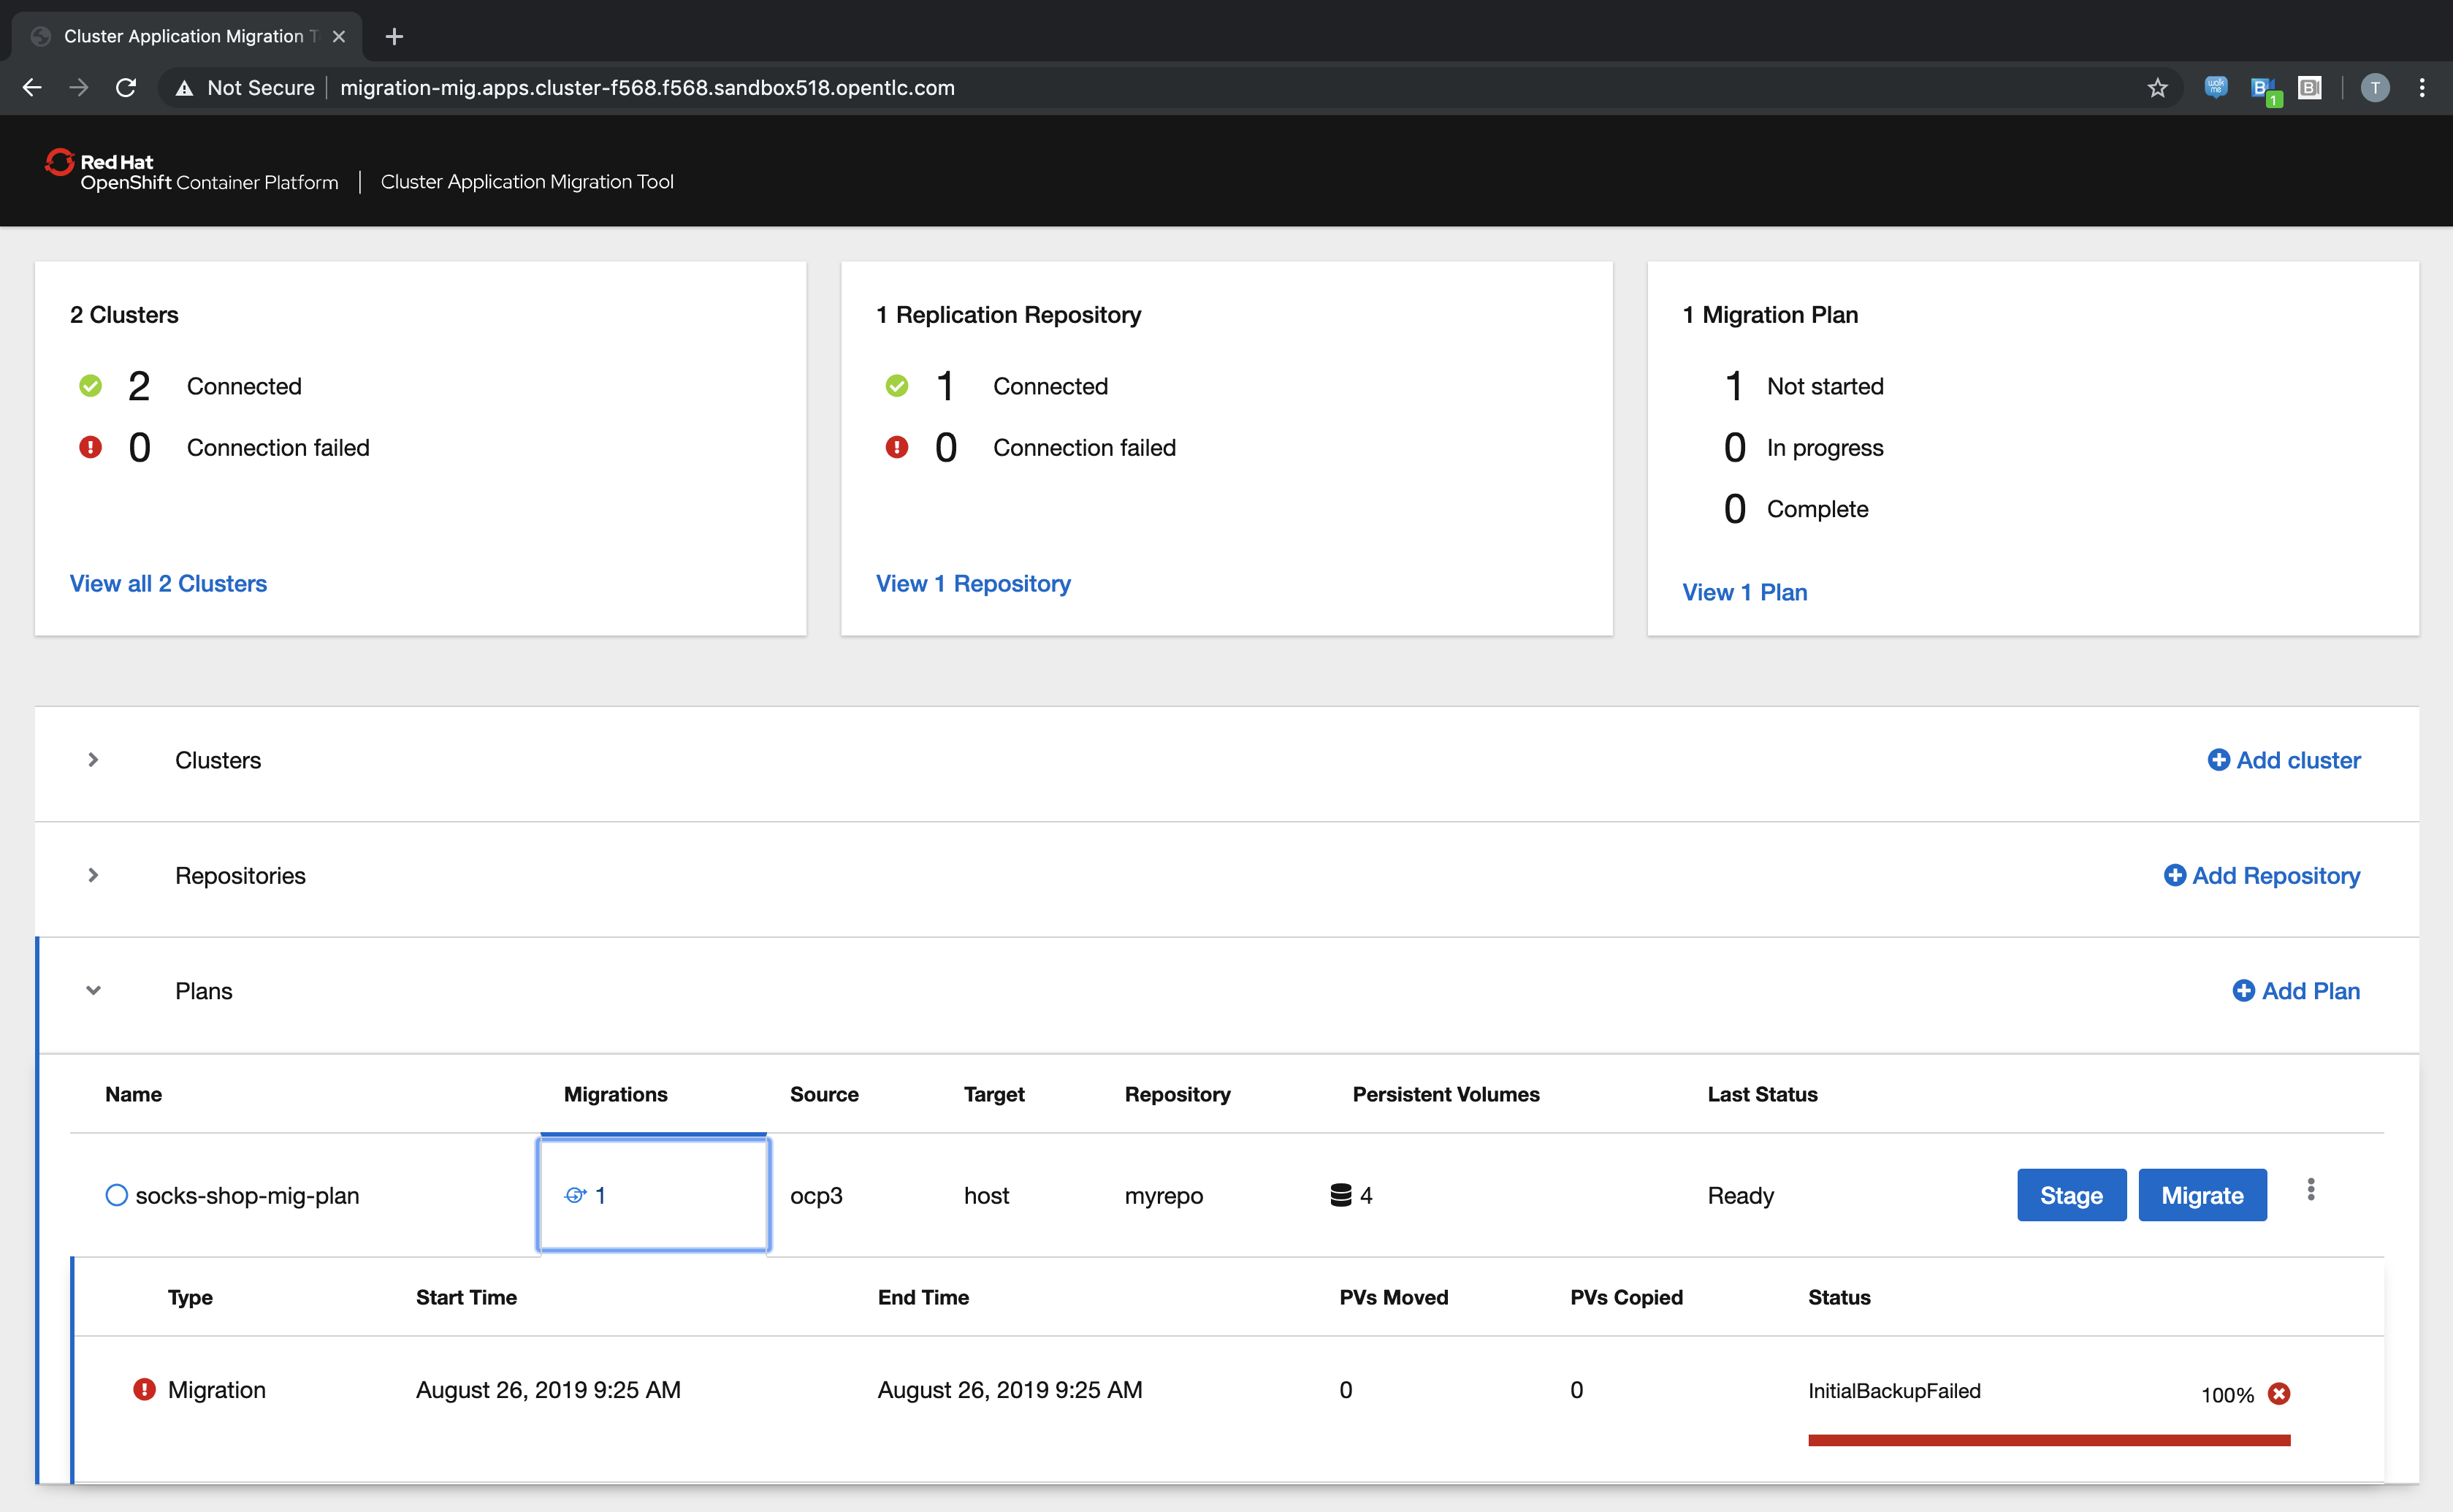 Cluster Application Migration T
Not Secure migration-mig.apps.cluster-f568.f568.sandbox518.opentlc.com
walk me B 1 B T
Red Hat
OpenShift Container Platform | Cluster Application Migration Tool
2 Clusters
2 Connected
0 Connection failed
View all 2 Clusters
1 Replication Repository
1 Connected
0 Connection failed
View 1 Repository
1 Migration Plan
1 Not started
0 In progress
0 Complete
View 1 Plan
Clusters Add cluster
Repositories Add Repository
Plans Add Plan
Name Migrations Source Target Repository Persistent Volumes Last Status
socks-shop-mig-plan 1 ocp3 host myrepo 4 Ready Stage Migrate
Type Start Time End Time PVs Moved PVs Copied Status
Migration August 26, 2019 9:25 AM August 26, 2019 9:25 AM 0 0 InitialBackupFailed 100%